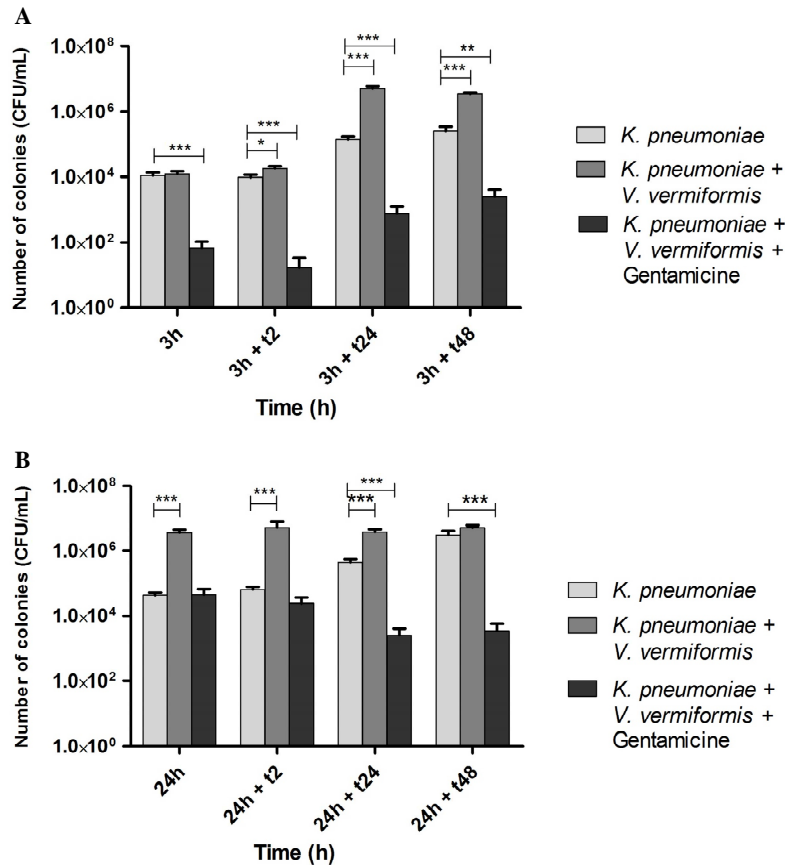 A
Number of colonies (CFU/mL)
1.0×10⁸
1.0×10⁶
1.0×10⁴
1.0×10²
1.0×10⁰
***
***
*
***
***
**
***
3h
3h + t2
3h + t24
3h + t48
Time (h)
K. pneumoniae
K. pneumoniae +
V. vermiformis
K. pneumoniae +
V. vermiformis +
Gentamicine
B
Number of colonies (CFU/mL)
1.0×10⁸
1.0×10⁶
1.0×10⁴
1.0×10²
1.0×10⁰
***
***
***
***
***
24h
24h + t2
24h + t24
24h + t48
Time (h)
K. pneumoniae
K. pneumoniae +
V. vermiformis
K. pneumoniae +
V. vermiformis +
Gentamicine